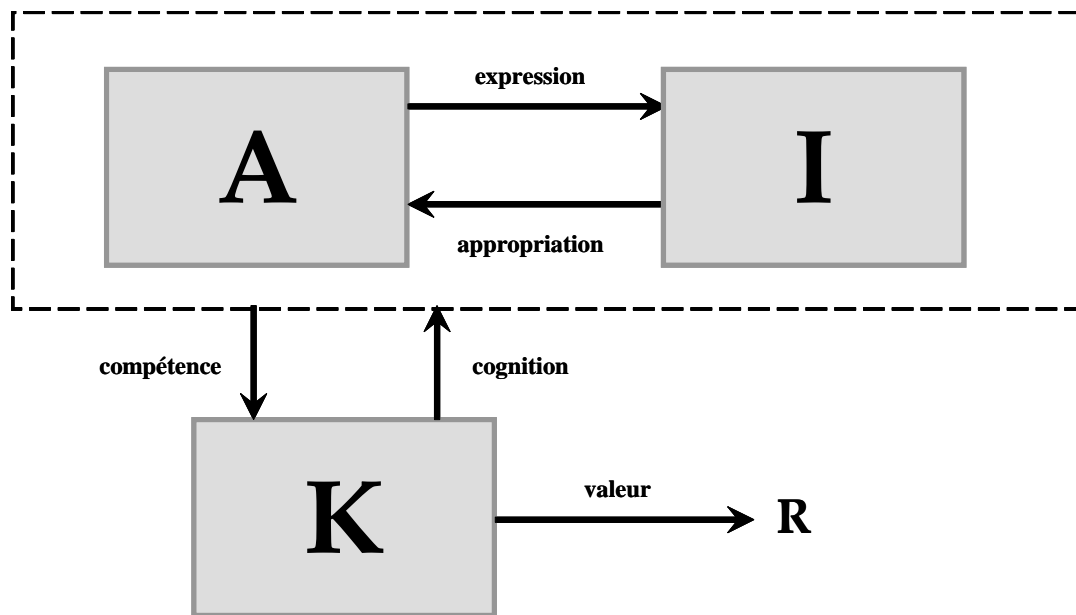 expression
A
I
appropriation
compétence
cognition
K
valeur
R